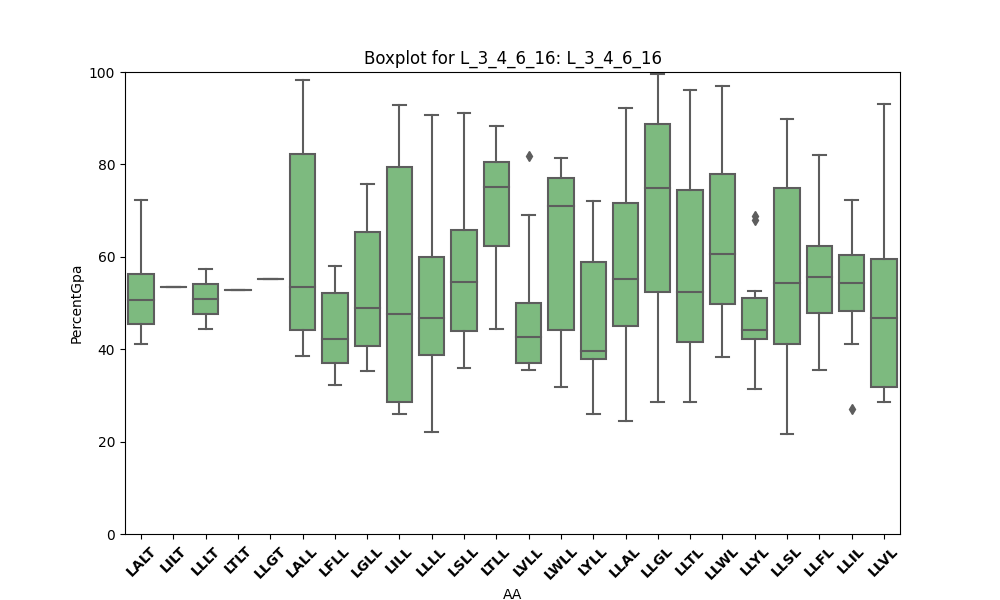 Boxplot for L_3_4_6_16: L_3_4_6_16
PercentGpa
100
80
60
40
20
0
LALT LILT LLLT LTLT LLGT LALL LFLL LGLL LILL LLLL LSLL LTLL LVLL LWLL LYLL LLAL LLGL LLTL LLWL LLYL LLSL LLFL LLIL LLVL
AA